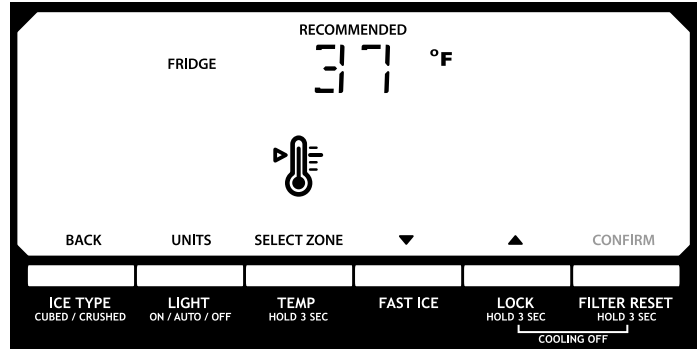 RECOMMENDED
FRIDGE 37 °F
BACK UNITS SELECT ZONE ▼ ▲ CONFIRM
ICE TYPE LIGHT TEMP FAST ICE LOCK FILTER RESET
CUBED / CRUSHED ON / AUTO / OFF HOLD 3 SEC HOLD 3 SEC HOLD 3 SEC
COOLING OFF